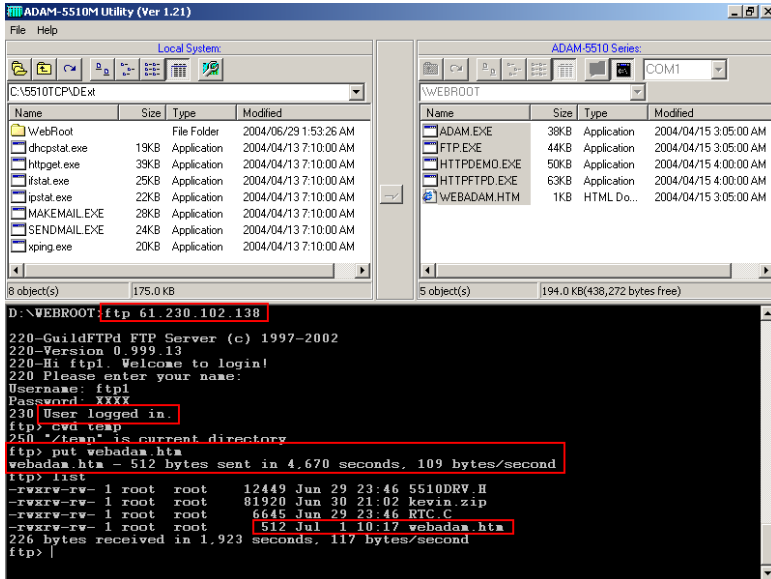 ADAM-5510M Utility (Ver 1.21)
File Help
Local System:
C:\5510TCP\DExt
Name Size Type Modified
WebRoot File Folder 2004/06/29 1:53:26 AM
dhcpstat.exe 19KB Application 2004/04/13 7:10:00 AM
httpget.exe 39KB Application 2004/04/13 7:10:00 AM
ifstat.exe 25KB Application 2004/04/13 7:10:00 AM
ipstat.exe 22KB Application 2004/04/13 7:10:00 AM
MAKEMAIL.EXE 28KB Application 2004/04/13 7:10:00 AM
SENDMAIL.EXE 24KB Application 2004/04/13 7:10:00 AM
xping.exe 20KB Application 2004/04/13 7:10:00 AM
8 object(s) 175.0 KB
ADAM-5510 Series:
COM1
\WEBROOT
Name Size Type Modified
ADAM.EXE 38KB Application 2004/04/15 3:05:00 AM
FTP.EXE 44KB Application 2004/04/15 3:05:00 AM
HTTPDEMO.EXE 50KB Application 2004/04/15 4:00:00 AM
HTTPFTPD.EXE 63KB Application 2004/04/15 4:00:00 AM
WEBADAM.HTM 1KB HTML Do... 2004/04/15 3:05:00 AM
5 object(s) 194.0 KB(438,272 bytes free)
D:\WEBROOT>ftp 61.230.102.138
220-GuildFTPd FTP Server (c) 1997-2002
220-Version 0.999.13
220-Hi ftp1. Welcome to login!
220 Please enter your name:
Username: ftp1
Password: XXXX
230 User logged in.
ftp> cwd temp
250 "/temp" is current directory
ftp> put webadam.htm
webadam.htm - 512 bytes sent in 4,670 seconds, 109 bytes/second
ftp> list
-rwxrw-rw- 1 root root 12449 Jun 29 23:46 5510DRV.H
-rwxrw-rw- 1 root root 81920 Jun 30 21:02 kevin.zip
-rwxrw-rw- 1 root root 6645 Jun 29 23:46 RTC.C
-rwxrw-rw- 1 root root 512 Jul 1 10:17 webadam.htm
226 bytes received in 1,923 seconds, 117 bytes/second
ftp>